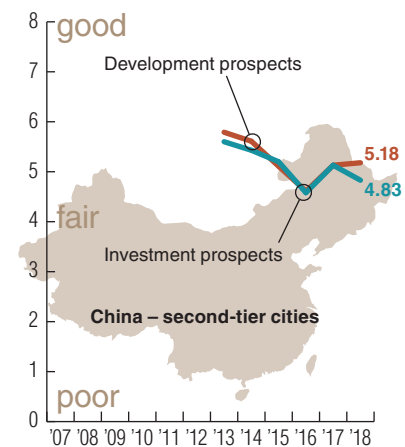 8
good
7
Development prospects
6
5.18
5
4.83
4
fair
Investment prospects
3
China – second-tier cities
2
1
poor
0
'07 '08 '09 '10 '11 '12 '13 '14 '15 '16 '17 '18